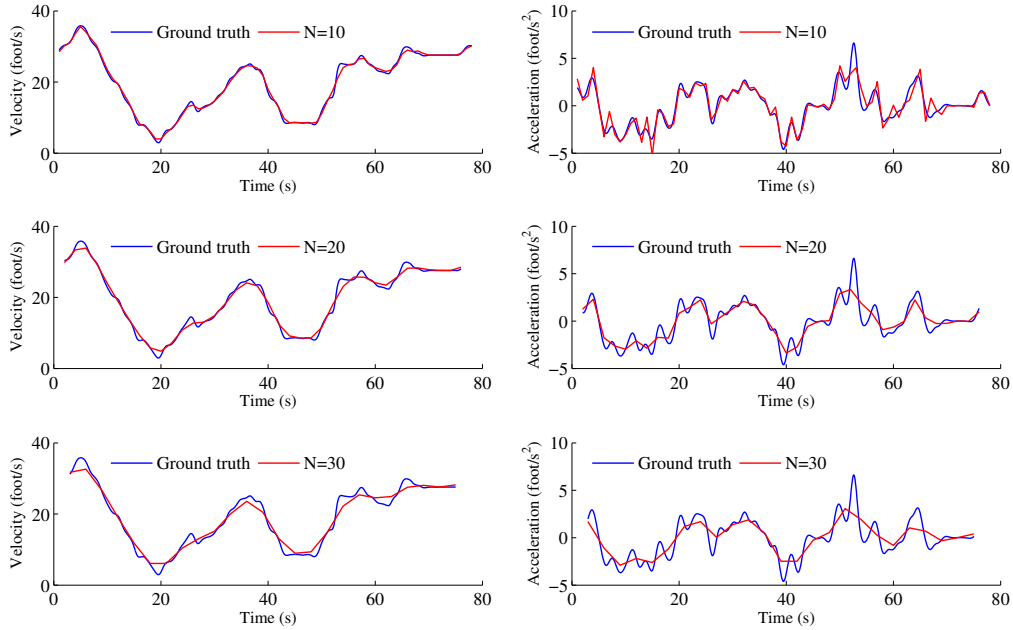 Velocity (foot/s)
40
20
0
Ground truth
N=10
0
20
40
60
80
Time (s)
Acceleration (foot/s²)
10
5
0
−5
Ground truth
N=10
0
20
40
60
80
Time (s)
Velocity (foot/s)
40
20
0
Ground truth
N=20
0
20
40
60
80
Time (s)
Acceleration (foot/s²)
10
5
0
−5
Ground truth
N=20
0
20
40
60
80
Time (s)
Velocity (foot/s)
40
20
0
Ground truth
N=30
0
20
40
60
80
Time (s)
Acceleration (foot/s²)
10
5
0
−5
Ground truth
N=30
0
20
40
60
80
Time (s)